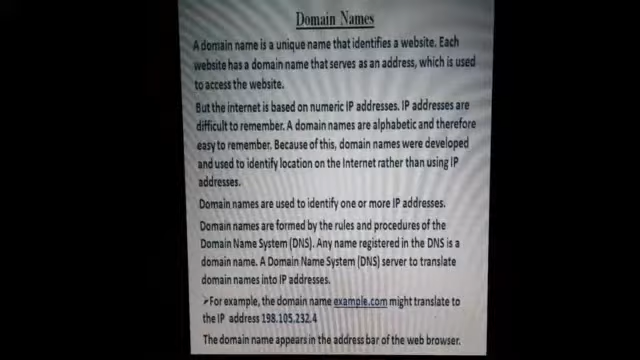 Domain Names
A domain name is a unique name that identifies a website. Each
website has a domain name that serves as an address, which is used
to access the website.
But the internet is based on numeric IP addresses. IP addresses are
difficult to remember. A domain names are alphabetic and therefore
easy to remember. Because of this, domain names were developed
and used to identify location on the Internet rather than using IP
addresses.
Domain names are used to identify one or more IP addresses.
Domain names are formed by the rules and procedures of the
Domain Name System (DNS). Any name registered in the DNS is a
domain name. A Domain Name System (DNS) server to translate
domain names into IP addresses.
➢For example, the domain name example.com might translate to
the IP address 198.105.232.4
The domain name appears in the address bar of the web browser.